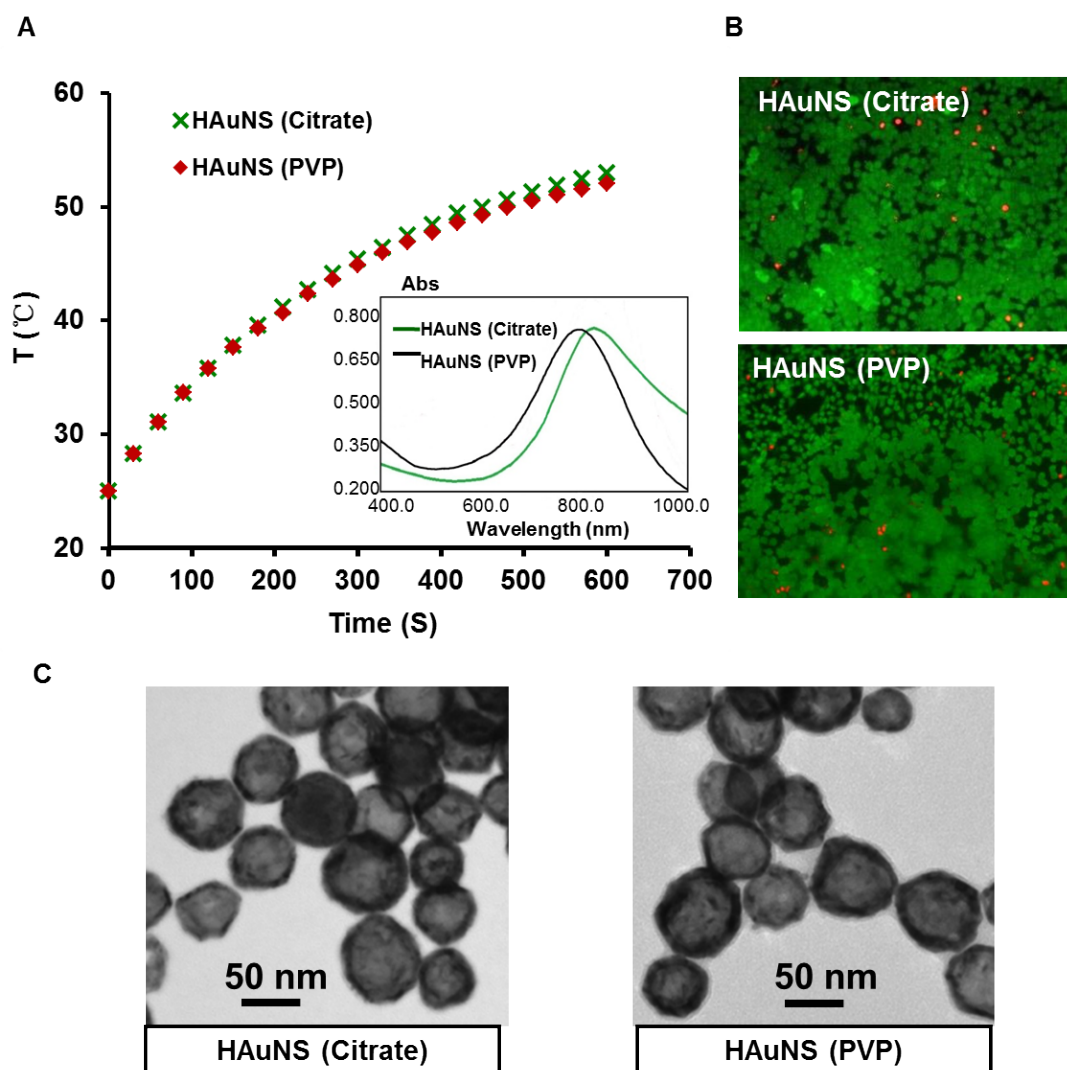 A
B
60
50
40
30
20
T (℃)
HAuNS (Citrate)
HAuNS (PVP)
Abs
0.800
0.650
0.500
0.350
0.200
HAuNS (Citrate)
HAuNS (PVP)
400.0 600.0 800.0 1000.0
Wavelength (nm)
0 100 200 300 400 500 600 700
Time (S)
HAuNS (Citrate)
HAuNS (PVP)
C
50 nm
50 nm
HAuNS (Citrate)
HAuNS (PVP)